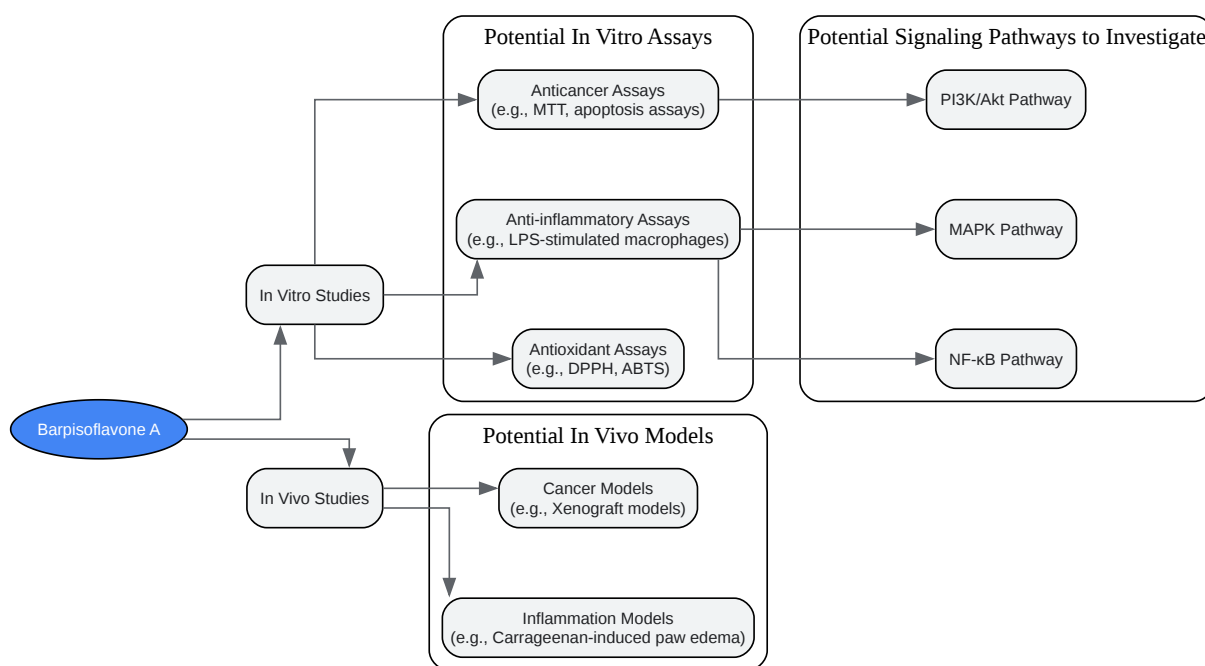 Potential In Vitro Assays
Potential Signaling Pathways to Investigate
Anticancer Assays
(e.g., MTT, apoptosis assays)
PI3K/Akt Pathway
Anti-inflammatory Assays
(e.g., LPS-stimulated macrophages)
MAPK Pathway
In Vitro Studies
Antioxidant Assays
(e.g., DPPH, ABTS)
NF-κB Pathway
Barpisoflavone A
Potential In Vivo Models
In Vivo Studies
Cancer Models
(e.g., Xenograft models)
Inflammation Models
(e.g., Carrageenan-induced paw edema)